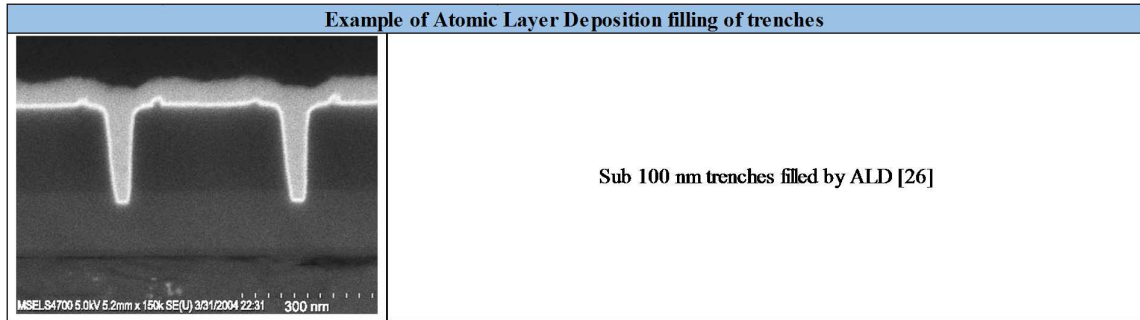 Example of Atomic Layer Deposition filling of trenches
Sub 100 nm trenches filled by ALD [26]
MSELS4700 5.0kV 5.2mm x 150k SE(U) 3/31/2004 22:31 300 nm